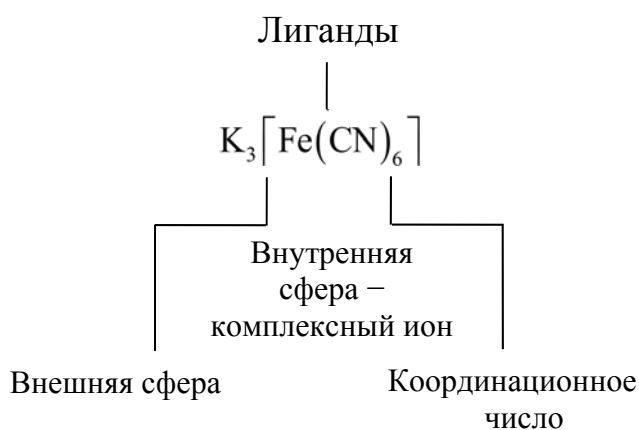 Лиганды
K₃⌈Fe(CN)₆⌉
Внутренняя
сфера −
комплексный ион
Внешняя сфера
Координационное
число